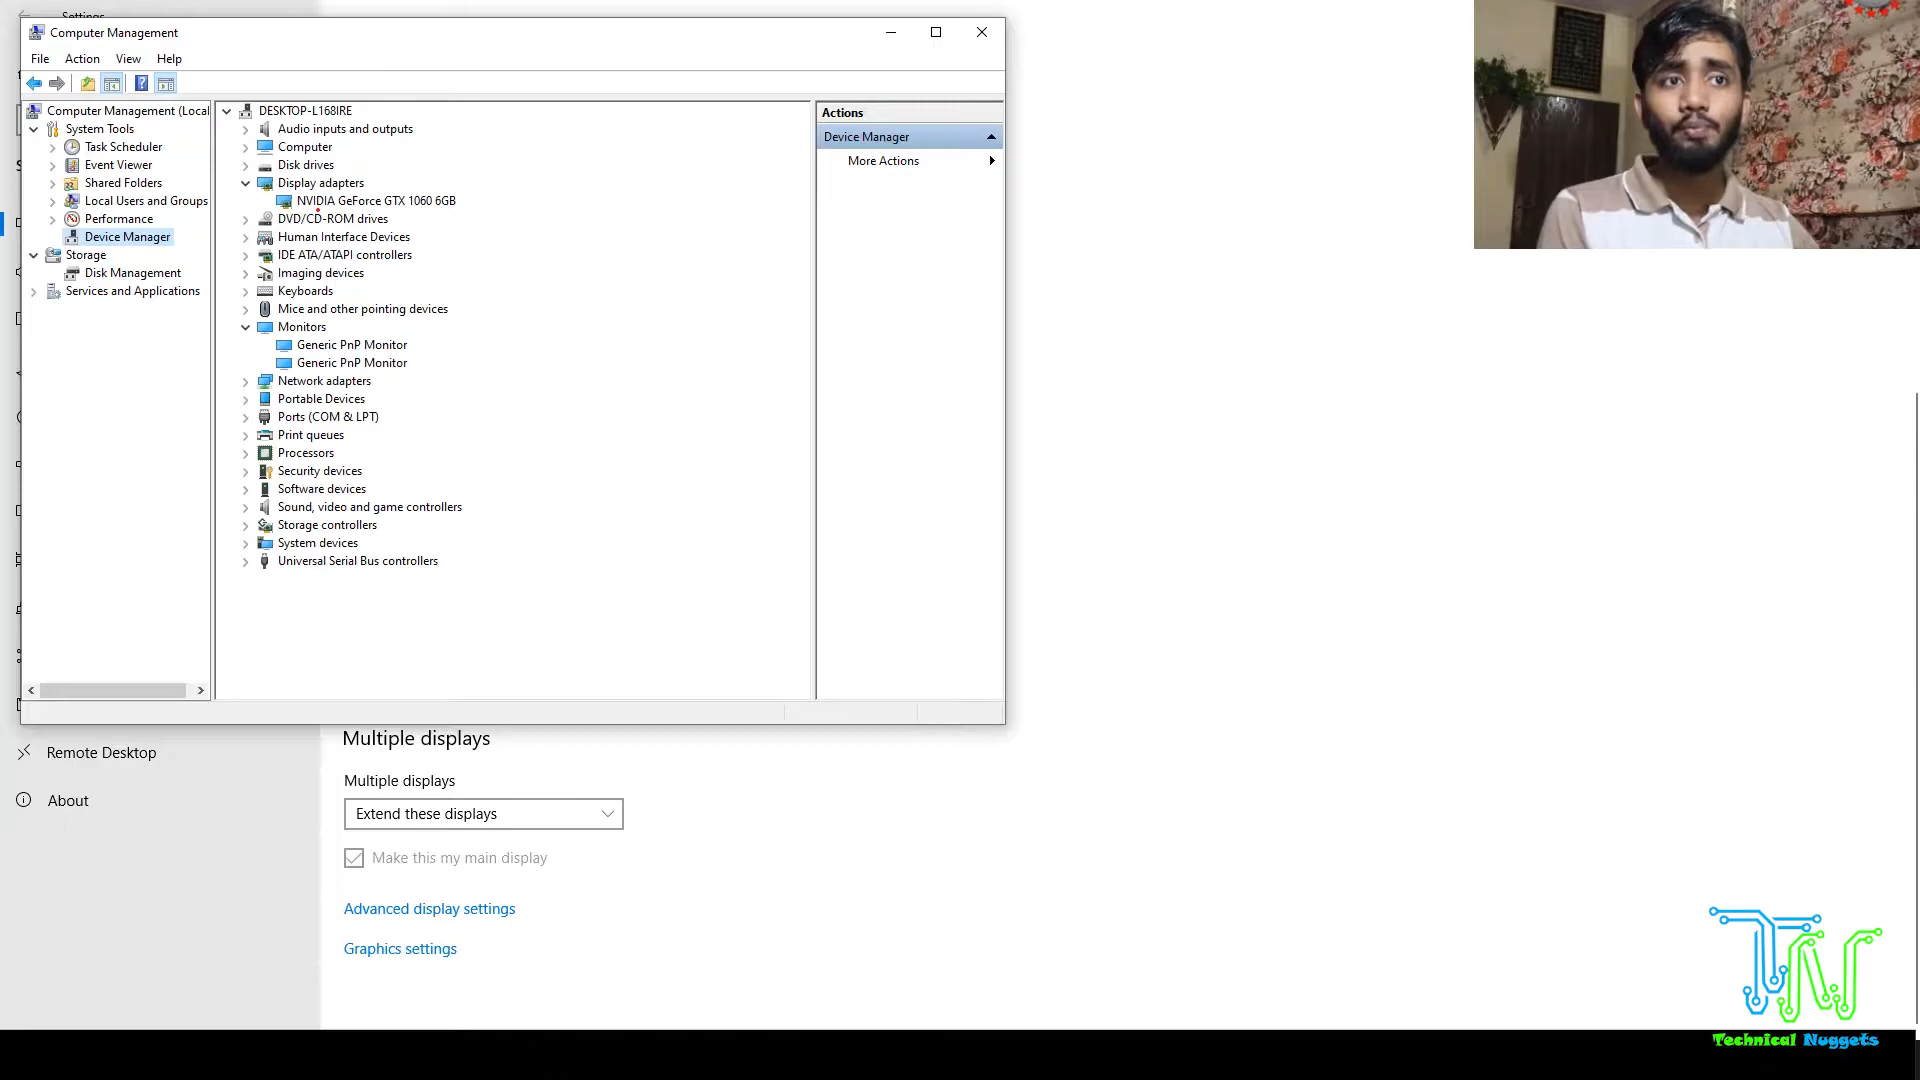 Settings
Computer Management
File Action View Help
Computer Management (Local
System Tools
Task Scheduler
Event Viewer
Shared Folders
Local Users and Groups
Performance
Device Manager
Storage
Disk Management
Services and Applications
DESKTOP-L168IRE
Audio inputs and outputs
Computer
Disk drives
Display adapters
NVIDIA GeForce GTX 1060 6GB
DVD/CD-ROM drives
Human Interface Devices
IDE ATA/ATAPI controllers
Imaging devices
Keyboards
Mice and other pointing devices
Monitors
Generic PnP Monitor
Generic PnP Monitor
Network adapters
Portable Devices
Ports (COM & LPT)
Print queues
Processors
Security devices
Software devices
Sound, video and game controllers
Storage controllers
System devices
Universal Serial Bus controllers
Actions
Device Manager
More Actions
Remote Desktop
About
Multiple displays
Multiple displays
Extend these displays
Make this my main display
Advanced display settings
Graphics settings
TN
Technical Nuggets